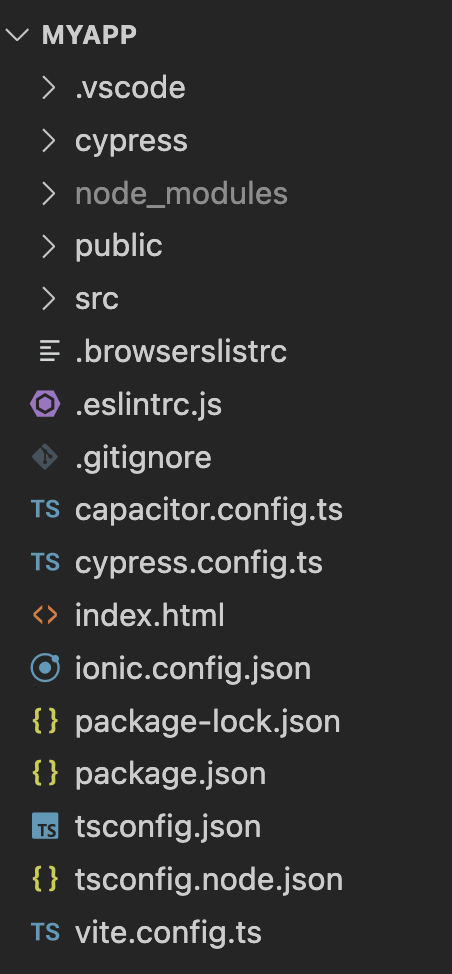 MYAPP
.vscode
cypress
node_modules
public
src
.browserslistrc
.eslintrc.js
.gitignore
TS capacitor.config.ts
TS cypress.config.ts
<> index.html
ionic.config.json
{ } package-lock.json
{ } package.json
TS tsconfig.json
{ } tsconfig.node.json
TS vite.config.ts